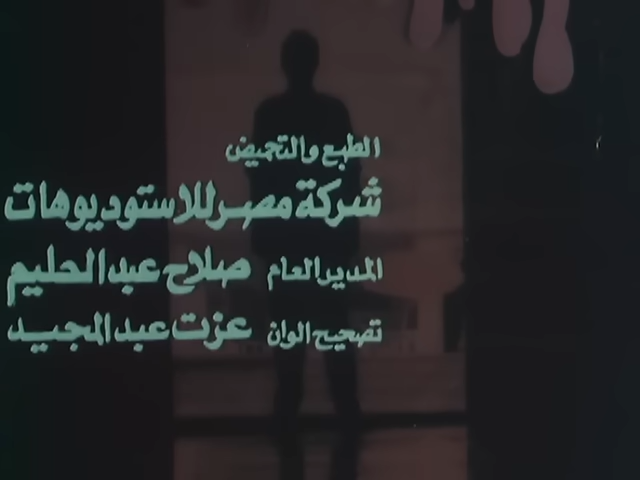 الطبع والتحميض
شركة مصر للاستوديوهات
المدير العام صلاح عبد الحليم
تصحيح الوان عزت عبد المجيد